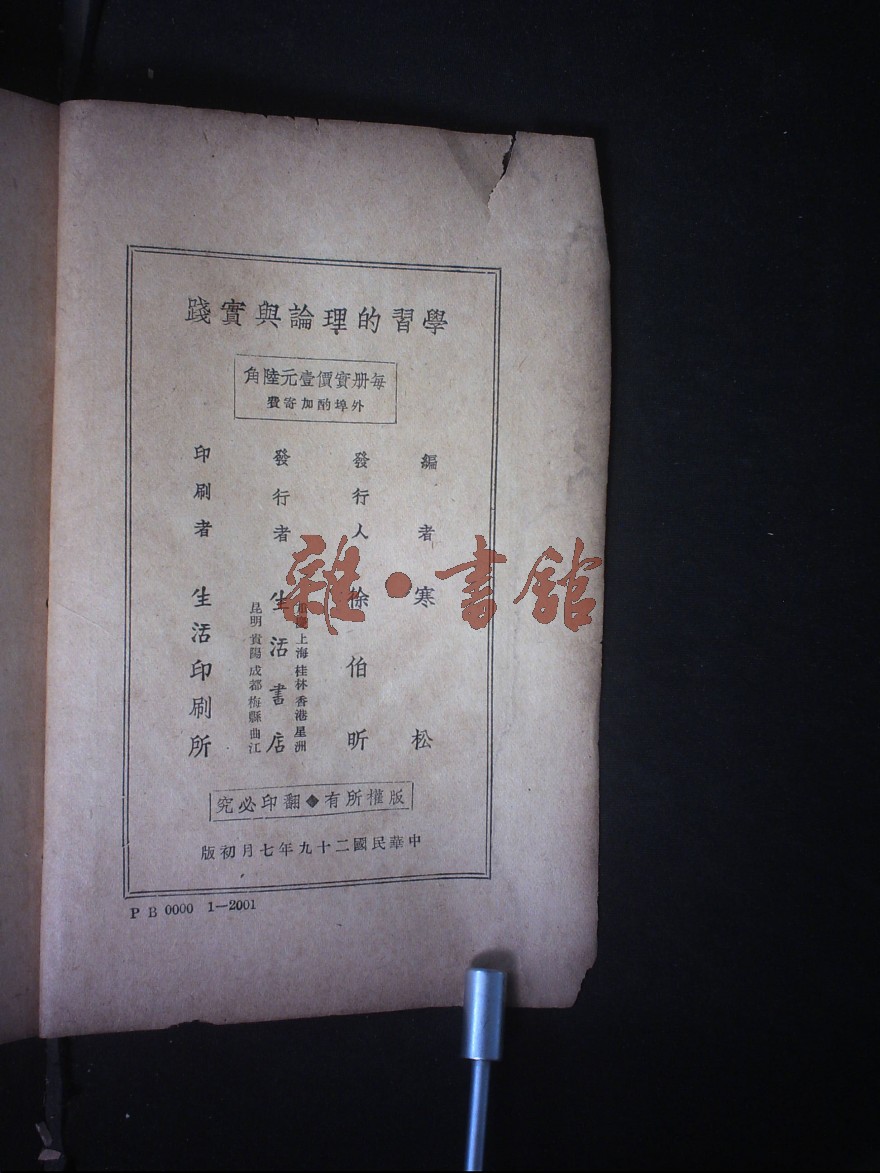 學習的理論與實踐
每册實價壹元陸角
外埠酌加寄費
編者 寒松
發行人 徐伯昕
發行者 生活書店
上海桂林香港星洲
昆明貴陽成都梅縣曲江
印刷者 生活印刷所
版權所有◆翻印必究
中華民國二十九年七月初版
P B 0000 1—2001
雜·書館